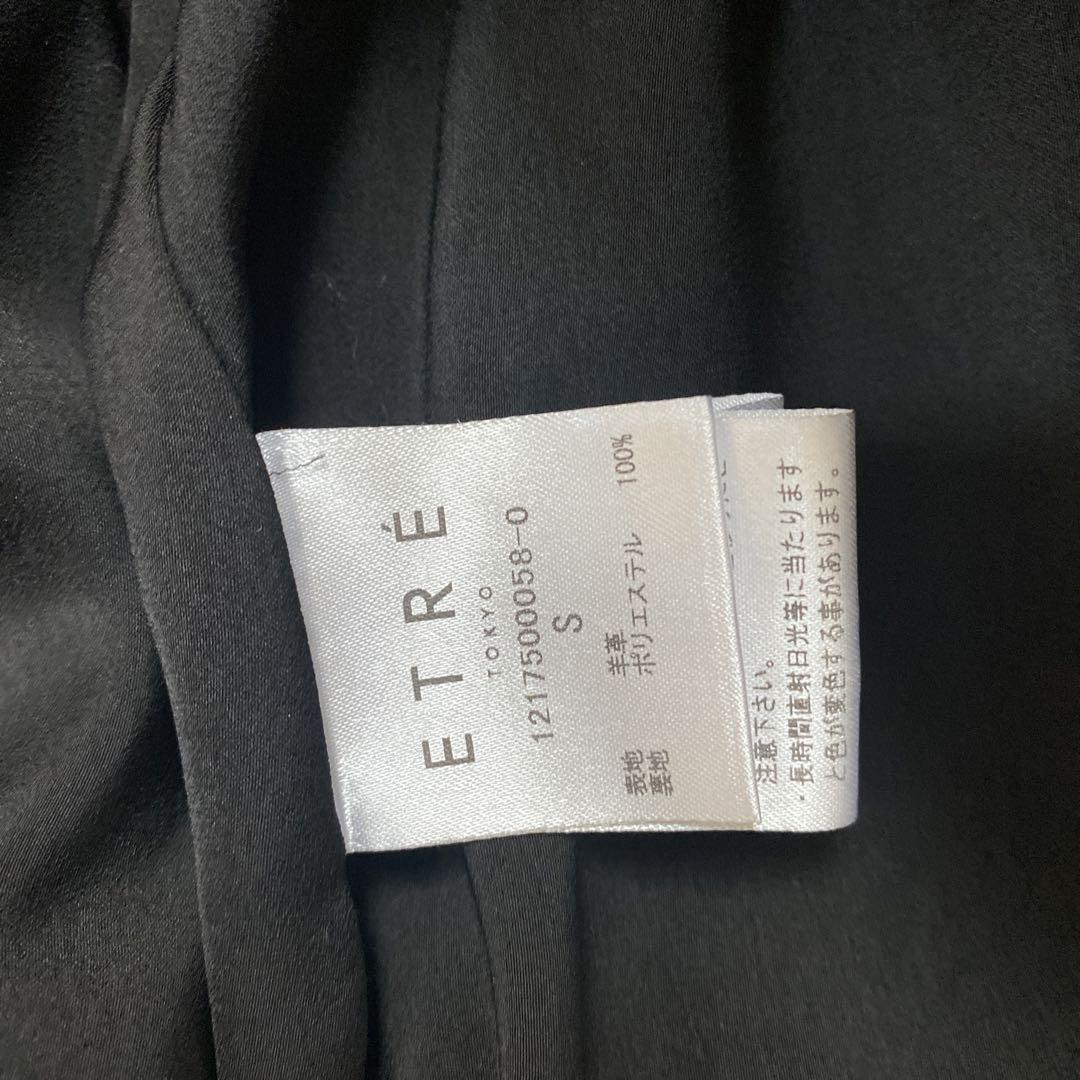 ETRÉ
TOKYO
1217500058-0
S
表地 羊革
裏地 ポリエステル 100%
注意下さい。
・長時間直射日光等に当たります
と色が変色する事があります。